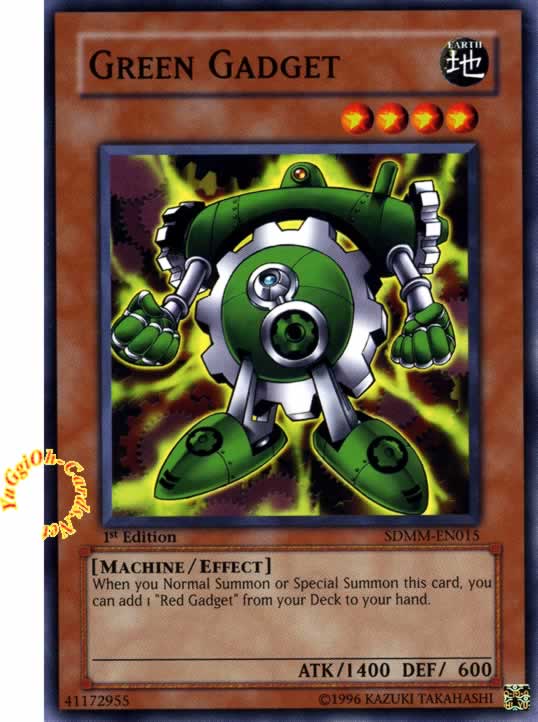 GREEN GADGET
EARTH
地
YuGgiOh-Cards.Net
1st Edition
SDMM-EN015
[MACHINE/EFFECT]
When you Normal Summon or Special Summon this card, you
can add 1 "Red Gadget" from your Deck to your hand.
ATK/1400 DEF/ 600
41172955
©1996 KAZUKI TAKAHASHI